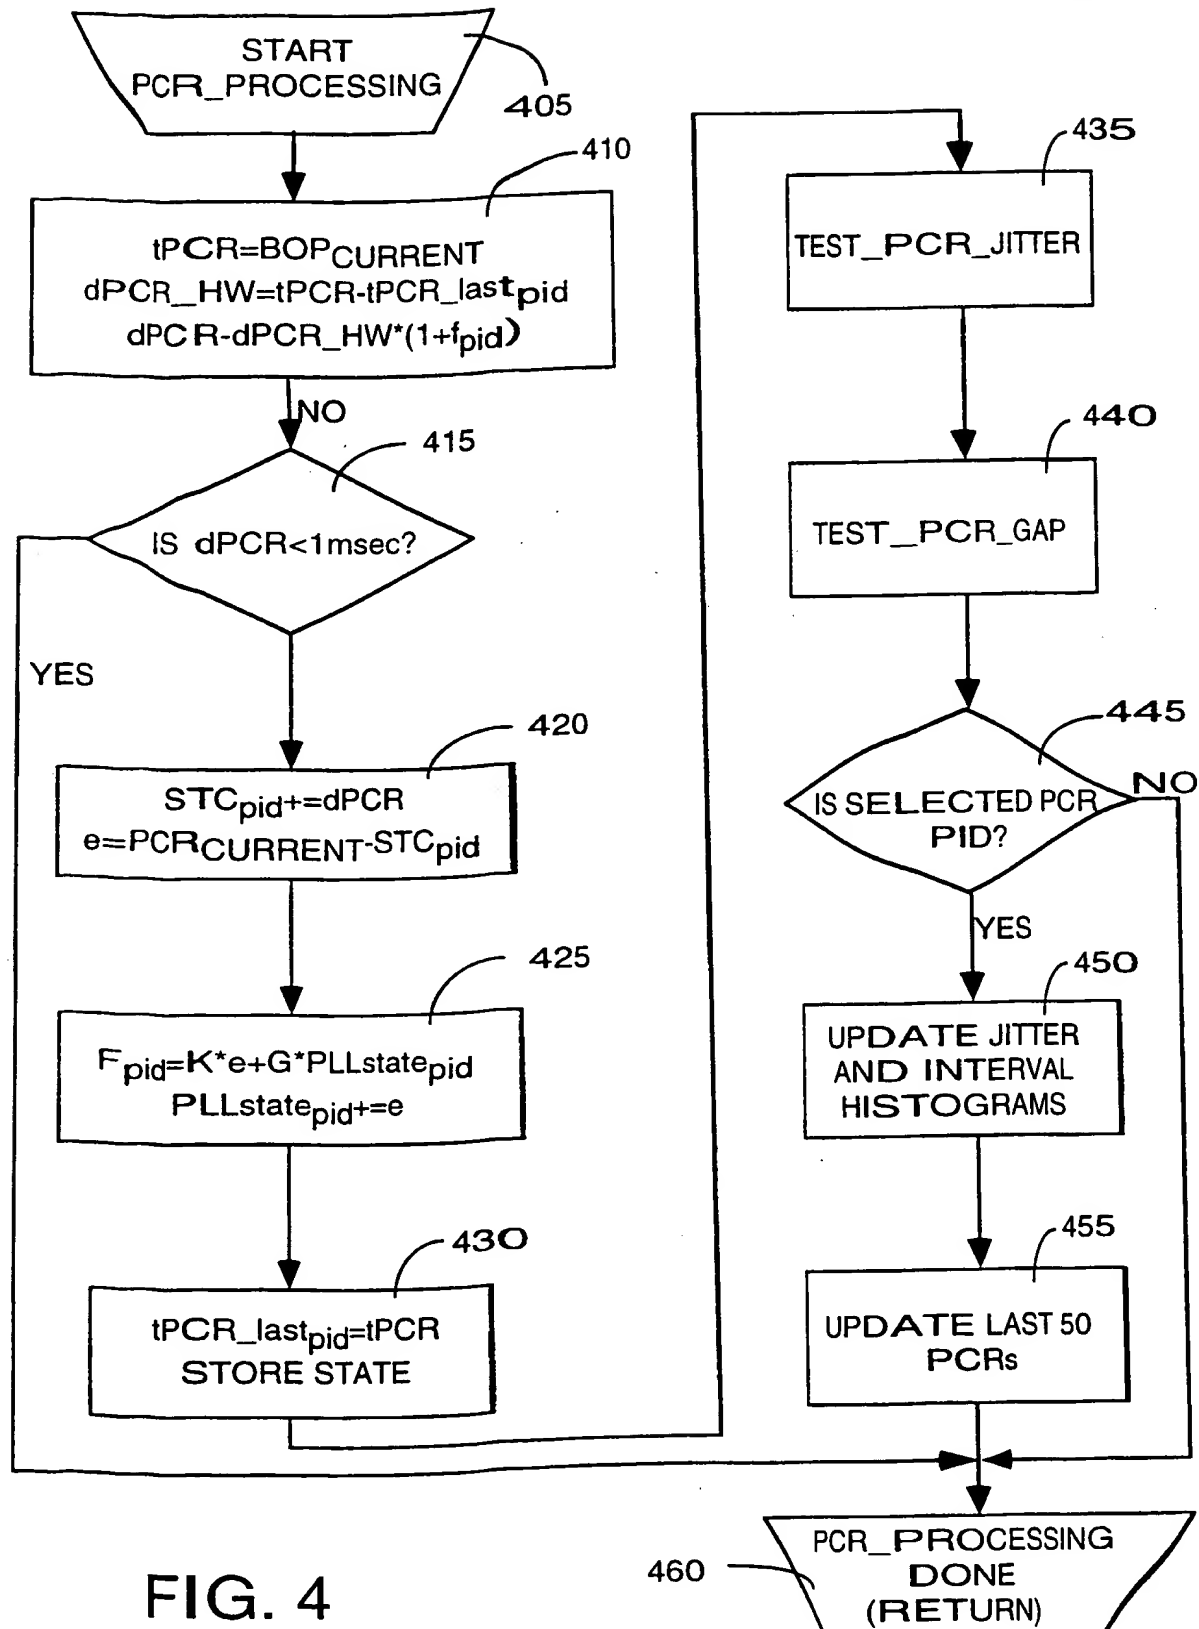 START
PCR_PROCESSING
405
410
tPCR=BOPCURRENT
dPCR_HW=tPCR-tPCR_lastpid
dPCR-dPCR_HW*(1+fpid)
NO
415
IS dPCR<1msec?
YES
420
STCpid+=dPCR
e=PCRCURRENT-STCpid
425
Fpid=K*e+G*PLLstatepid
PLLstatepid+=e
430
tPCR_lastpid=tPCR
STORE STATE
435
TEST_PCR_JITTER
440
TEST_PCR_GAP
445
NO
IS SELECTED PCR
PID?
YES
450
UPDATE JITTER
AND INTERVAL
HISTOGRAMS
455
UPDATE LAST 50
PCRs
PCR_PROCESSING
DONE
(RETURN)
460
FIG. 4